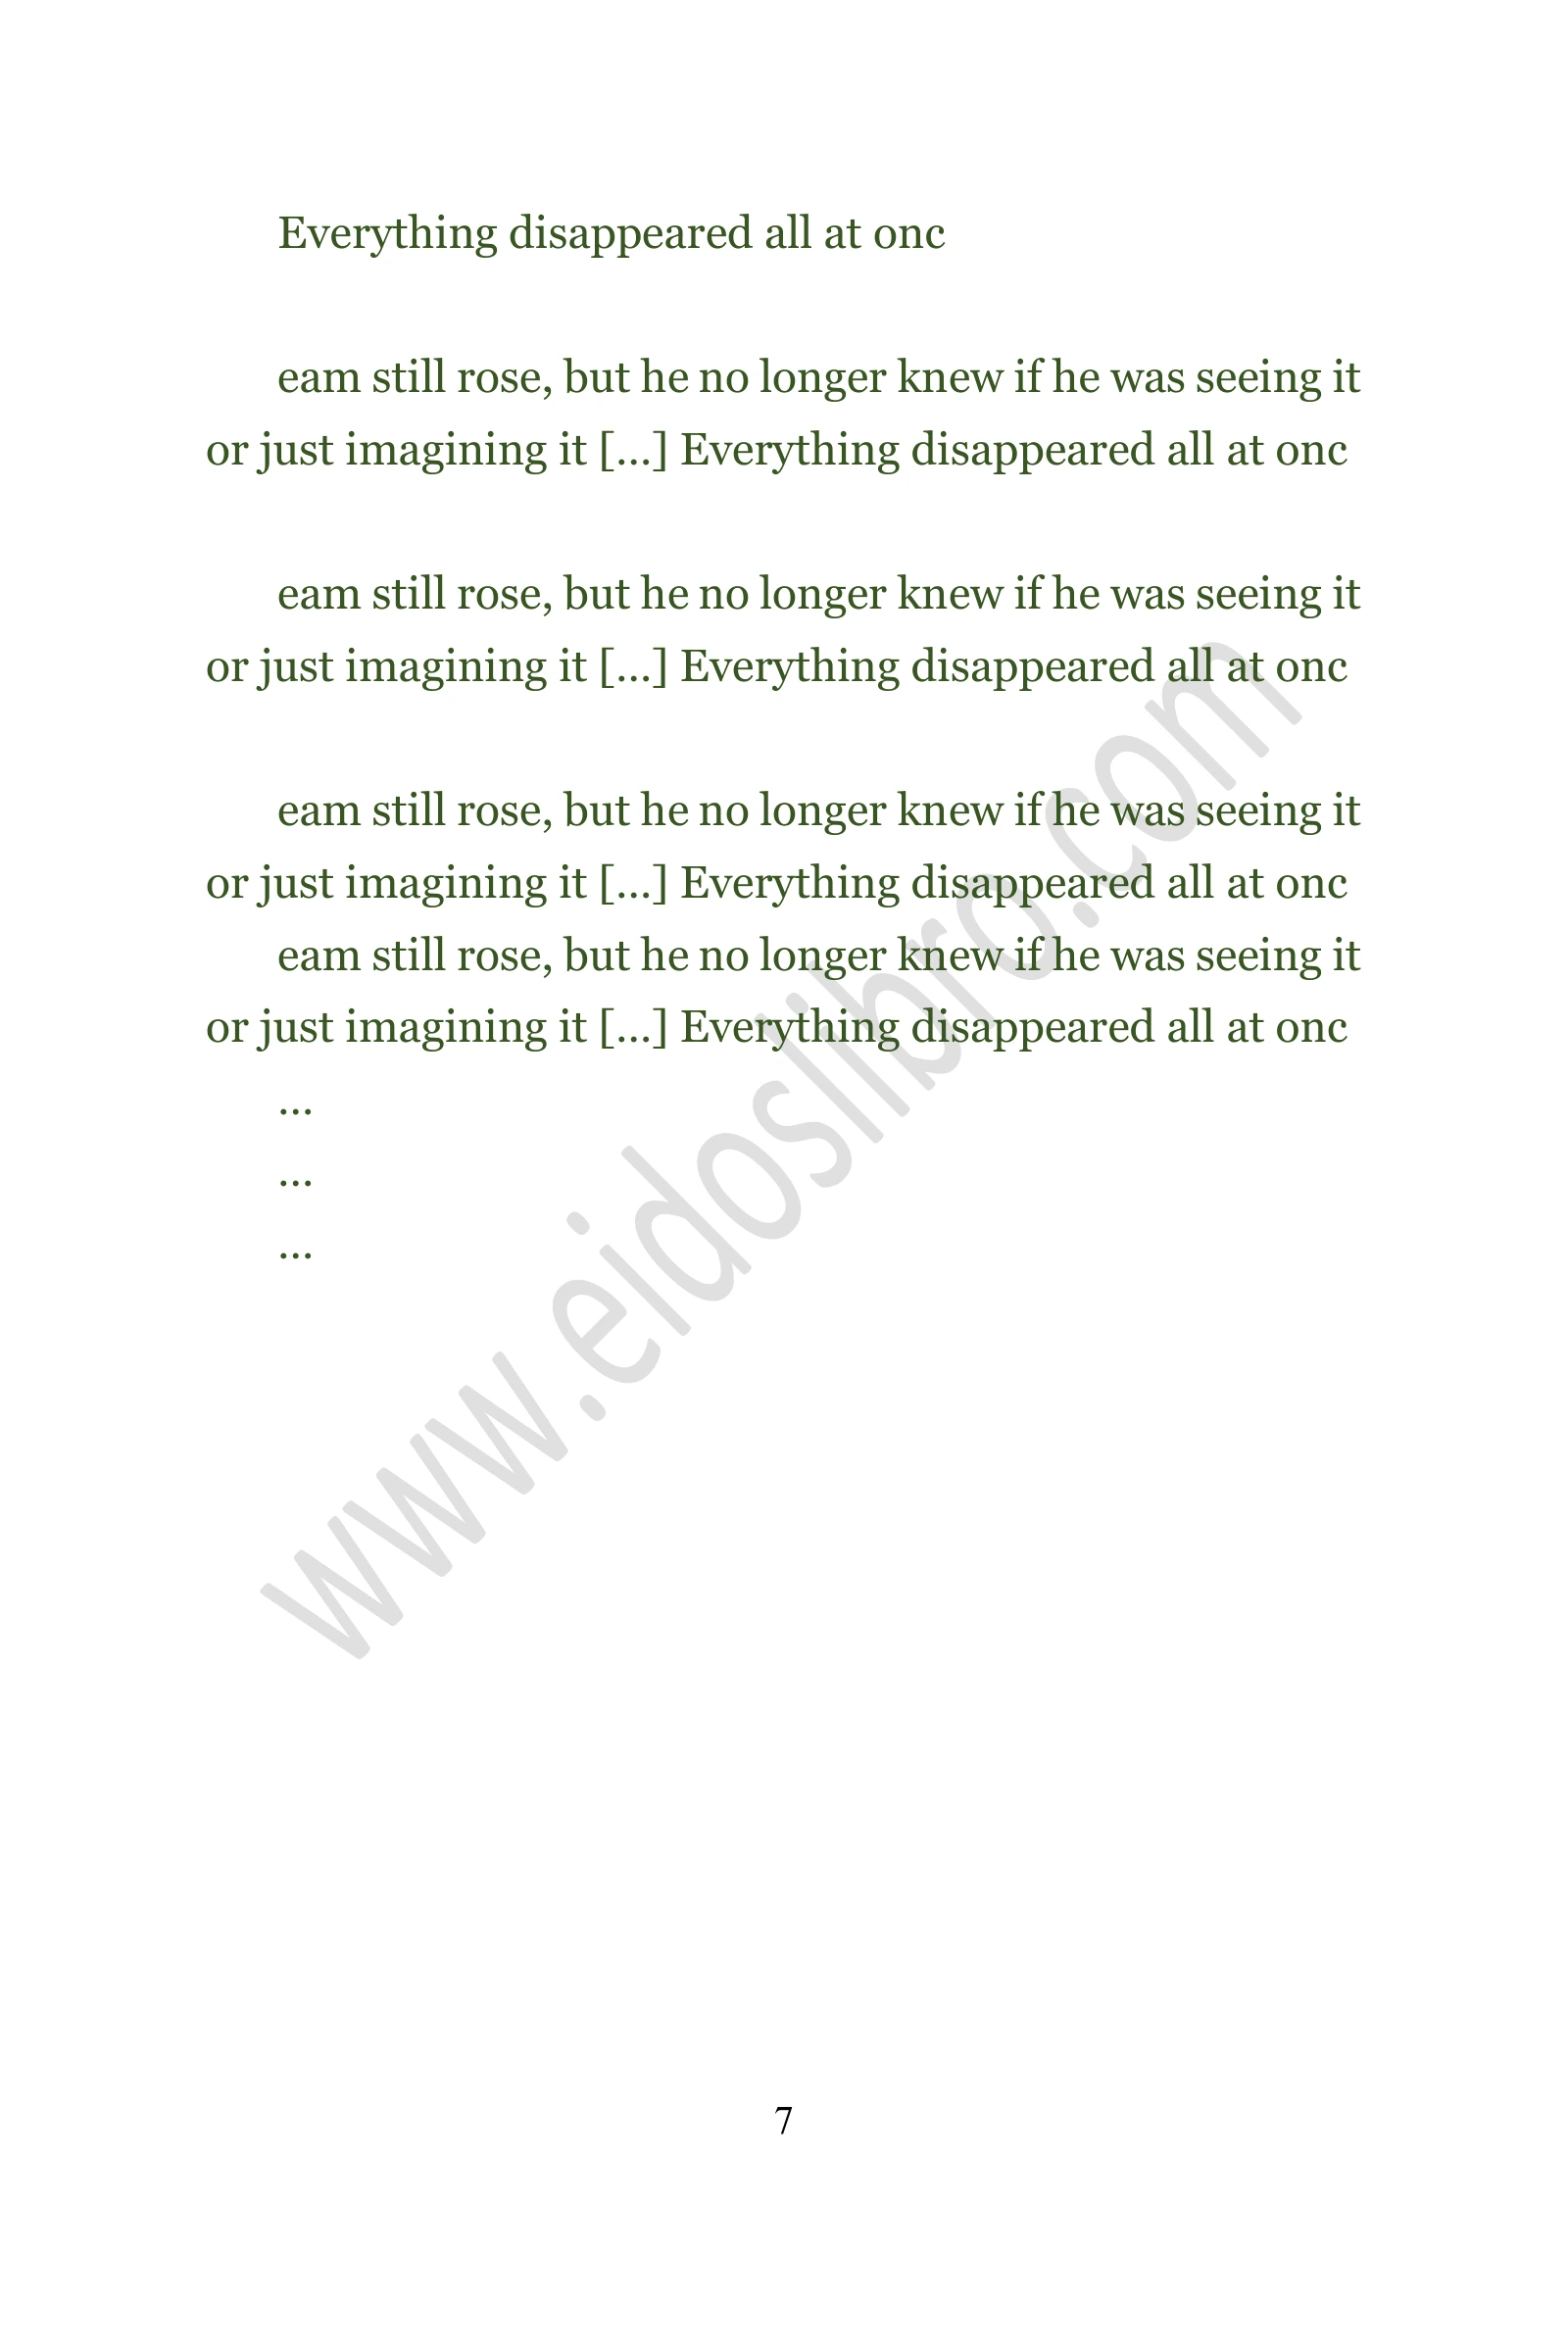 Everything disappeared all at onc
eam still rose, but he no longer knew if he was seeing it
or just imagining it [...] Everything disappeared all at onc
eam still rose, but he no longer knew if he was seeing it
or just imagining it [...] Everything disappeared all at onc
eam still rose, but he no longer knew if he was seeing it
or just imagining it [...] Everything disappeared all at onc
eam still rose, but he no longer knew if he was seeing it
or just imagining it [...] Everything disappeared all at onc
...
...
...
www.eidoslibro.com
7